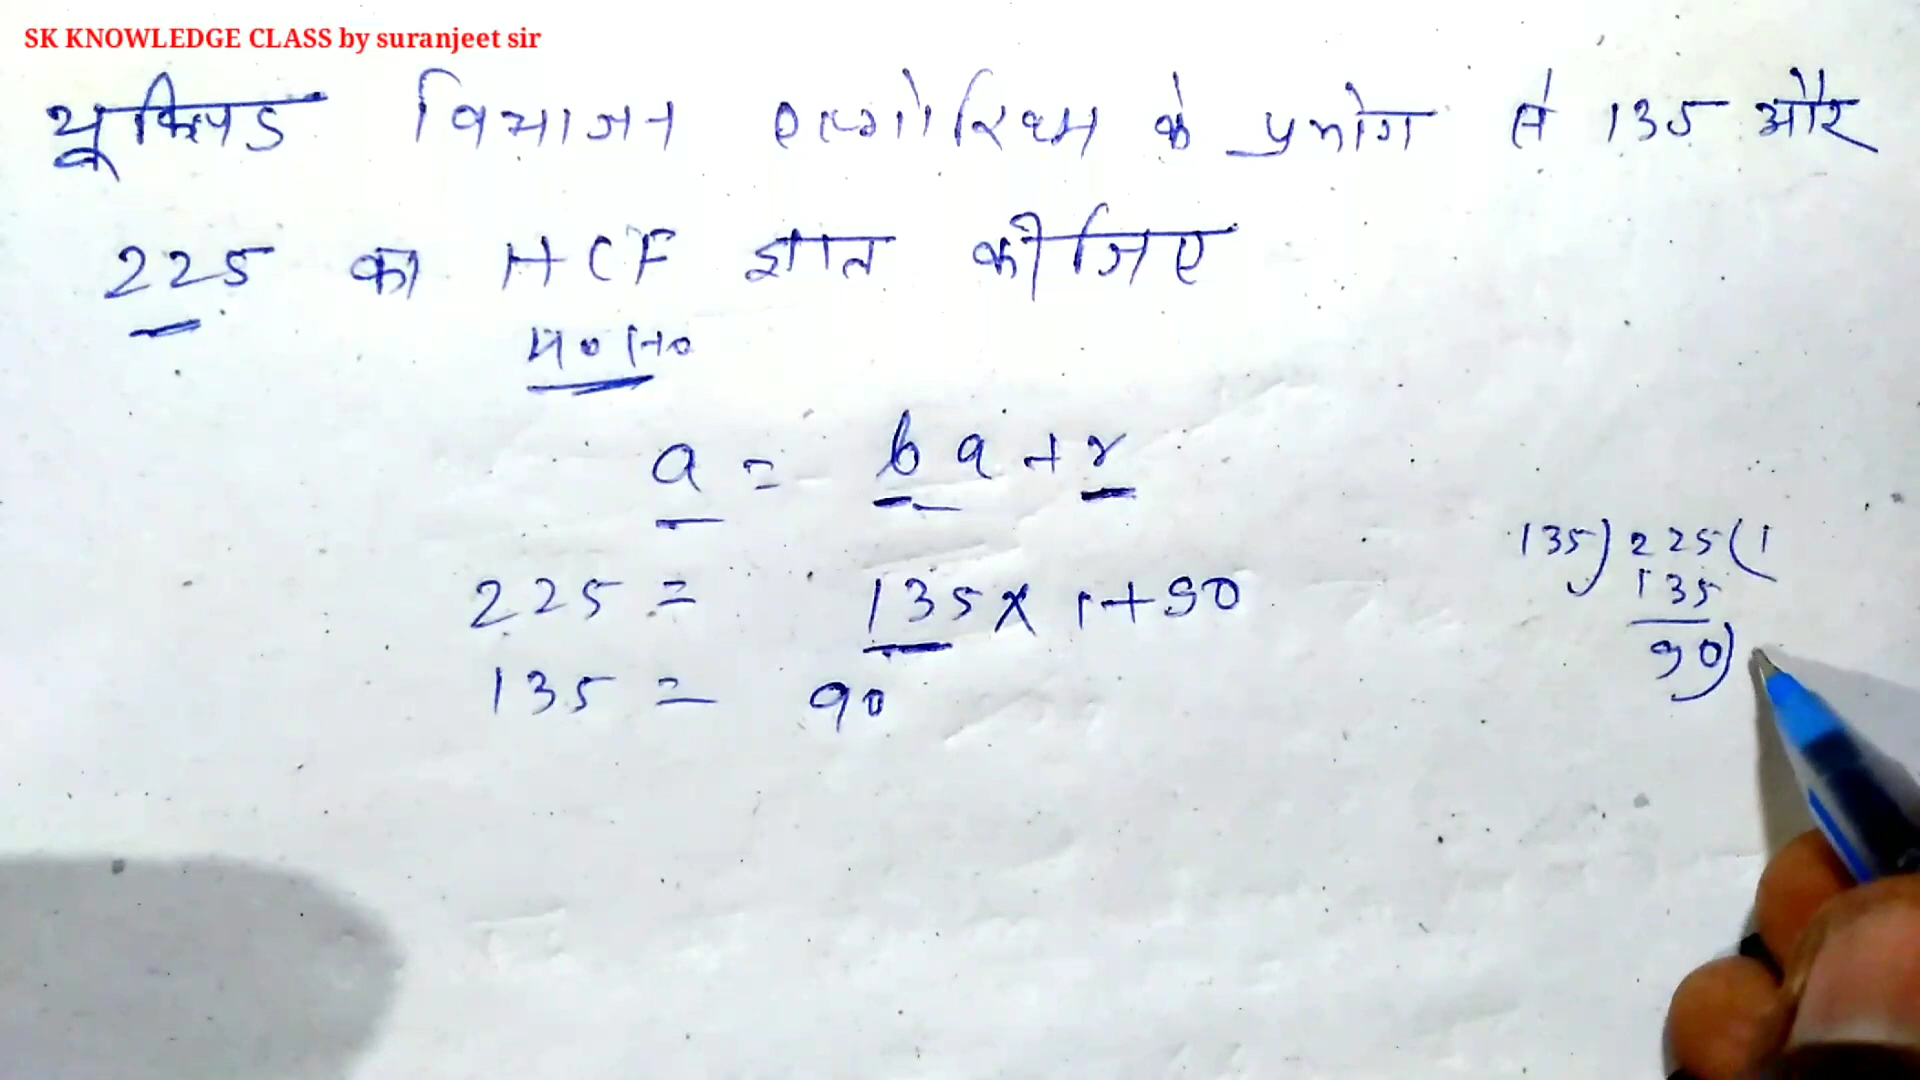 SK KNOWLEDGE CLASS by suranjeet sir
यूक्लिड विभाजन एल्गोरिथ्म के प्रयोग से 135 और
225 का HCF ज्ञात कीजिए
म०स०
a = bq + r
225 = 135 × 1 + 90
135 = 90
135) 225 (1
135
90)